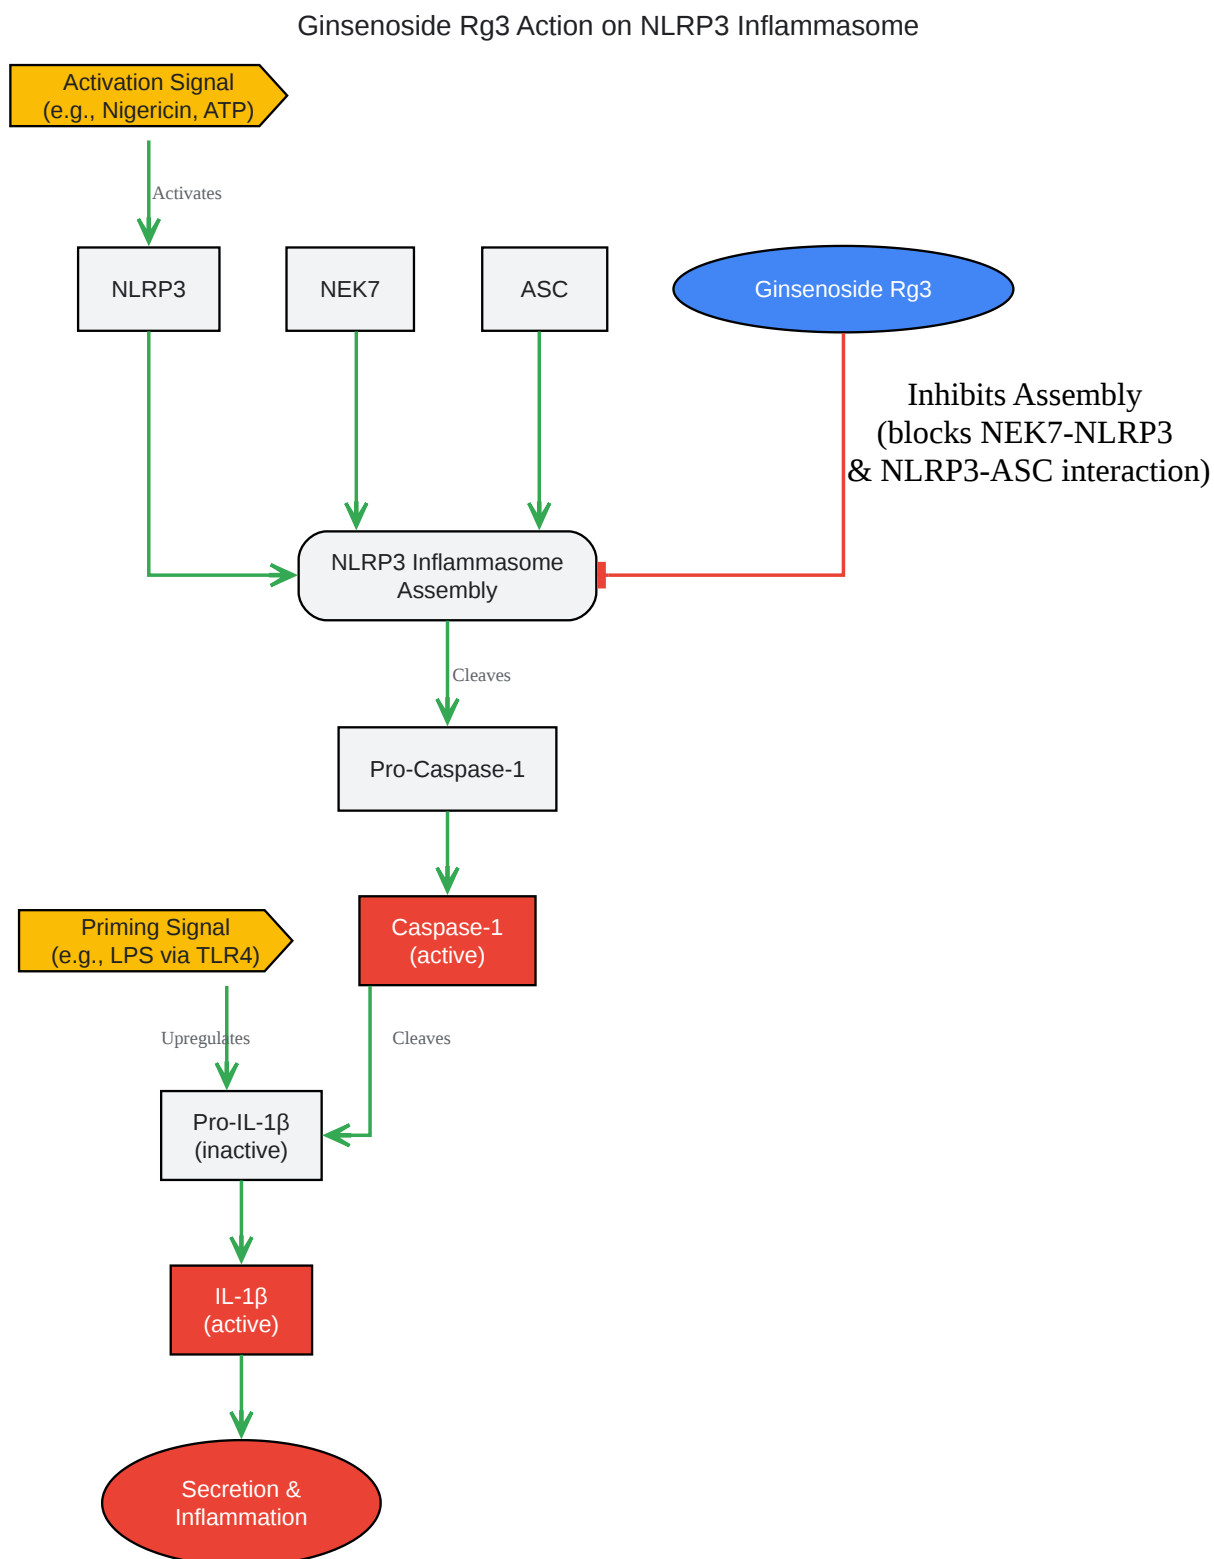 Ginsenoside Rg3 Action on NLRP3 Inflammasome
Activation Signal
(e.g., Nigericin, ATP)
Activates
NLRP3
NEK7
ASC
Ginsenoside Rg3
Inhibits Assembly
(blocks NEK7-NLRP3
& NLRP3-ASC interaction)
NLRP3 Inflammasome
Assembly
Cleaves
Pro-Caspase-1
Caspase-1
(active)
Priming Signal
(e.g., LPS via TLR4)
Upregulates
Cleaves
Pro-IL-1β
(inactive)
IL-1β
(active)
Secretion &
Inflammation